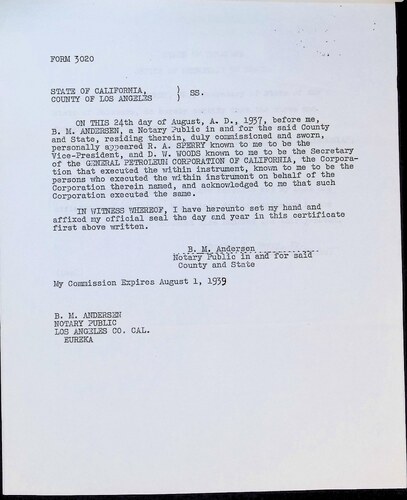 FORM 3020
STATE OF CALIFORNIA, ) SS.
COUNTY OF LOS ANGELES )
ON THIS 24th day of August, A. D., 1937, before me,
B. M. ANDERSEN, a Notary Public in and for the said County
and State, residing therein, duly commissioned and sworn,
personally appeared R. A. SPERRY known to me to be the
Vice-President, and D. W. WOODS known to me to be the Secretary
of the GENERAL PETROLEUM CORPORATION OF CALIFORNIA, the Corpora-
tion that executed the within instrument, known to me to be the
persons who executed the within instrument on behalf of the
Corporation therein named, and acknowledged to me that such
Corporation executed the same.
IN WITNESS WHEREOF, I have hereunto set my hand and
affixed my official seal the day and year in this certificate
first above written.
B. M. Andersen
Notary Public in and for said
County and State
My Commission Expires August 1, 1939
B. M. ANDERSEN
NOTARY PUBLIC
LOS ANGELES CO. CAL.
EUREKA